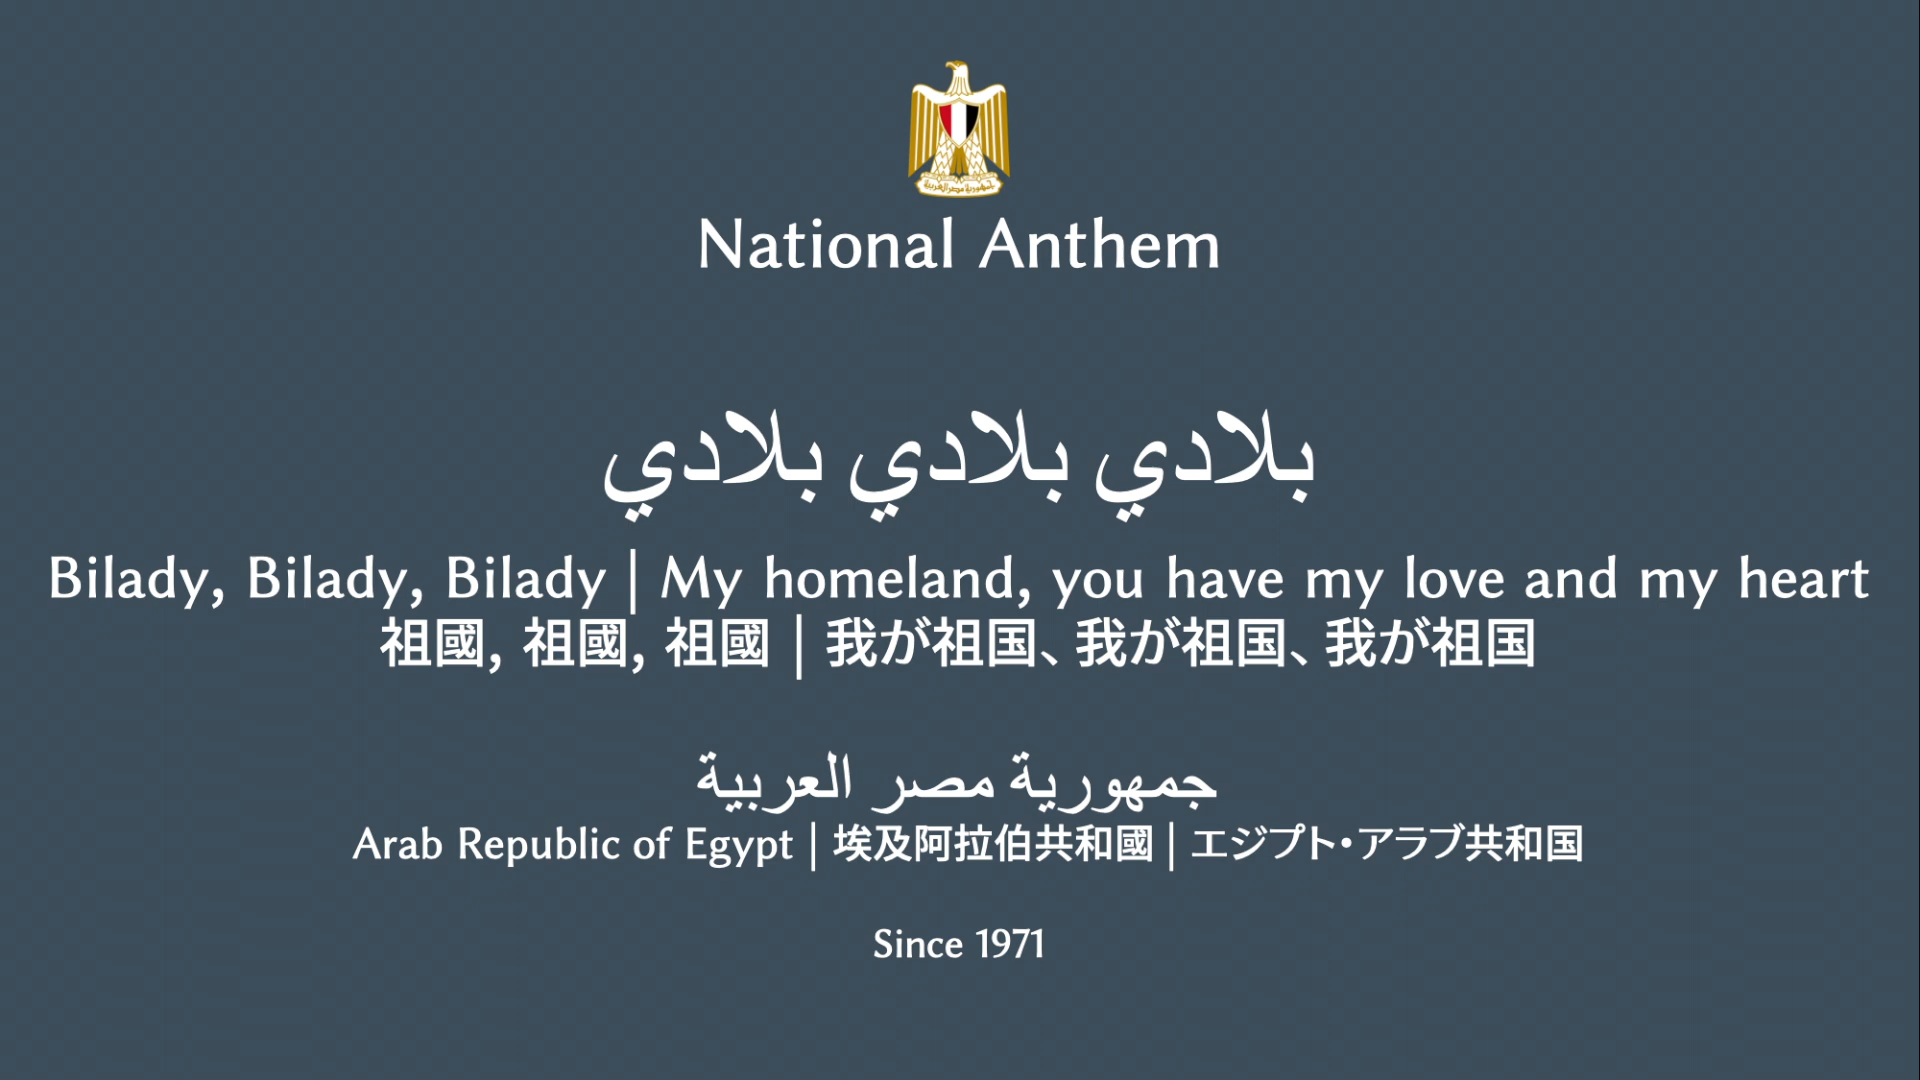 جمهورية مصر العربية
National Anthem
بلادي بلادي بلادي
Bilady, Bilady, Bilady | My homeland, you have my love and my heart
祖國, 祖國, 祖國 | 我が祖国、我が祖国、我が祖国
جمهورية مصر العربية
Arab Republic of Egypt | 埃及阿拉伯共和國 | エジプト・アラブ共和国
Since 1971